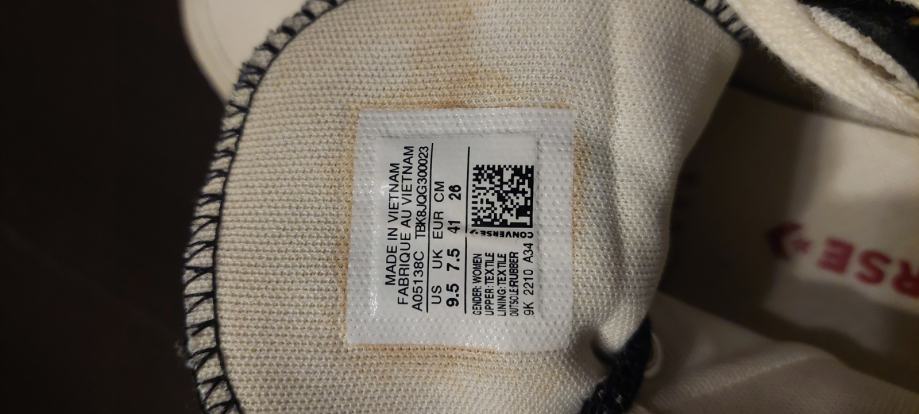 MADE IN VIETNAM
FABRIQUE AU VIETNAM
A05138C TBK8JQG300023
US UK EUR CM
9.5 7.5 41 26
GENDER:WOMEN
UPPER:TEXTILE
LINING:TEXTILE
OUTSOLE:RUBBER
9K 2210 A34
CONVERSE
RSE